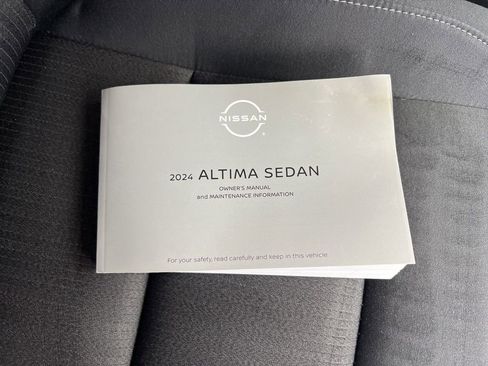 NISSAN
2024 ALTIMA SEDAN
OWNER'S MANUAL
and MAINTENANCE INFORMATION
For your safety, read carefully and keep in this vehicle.